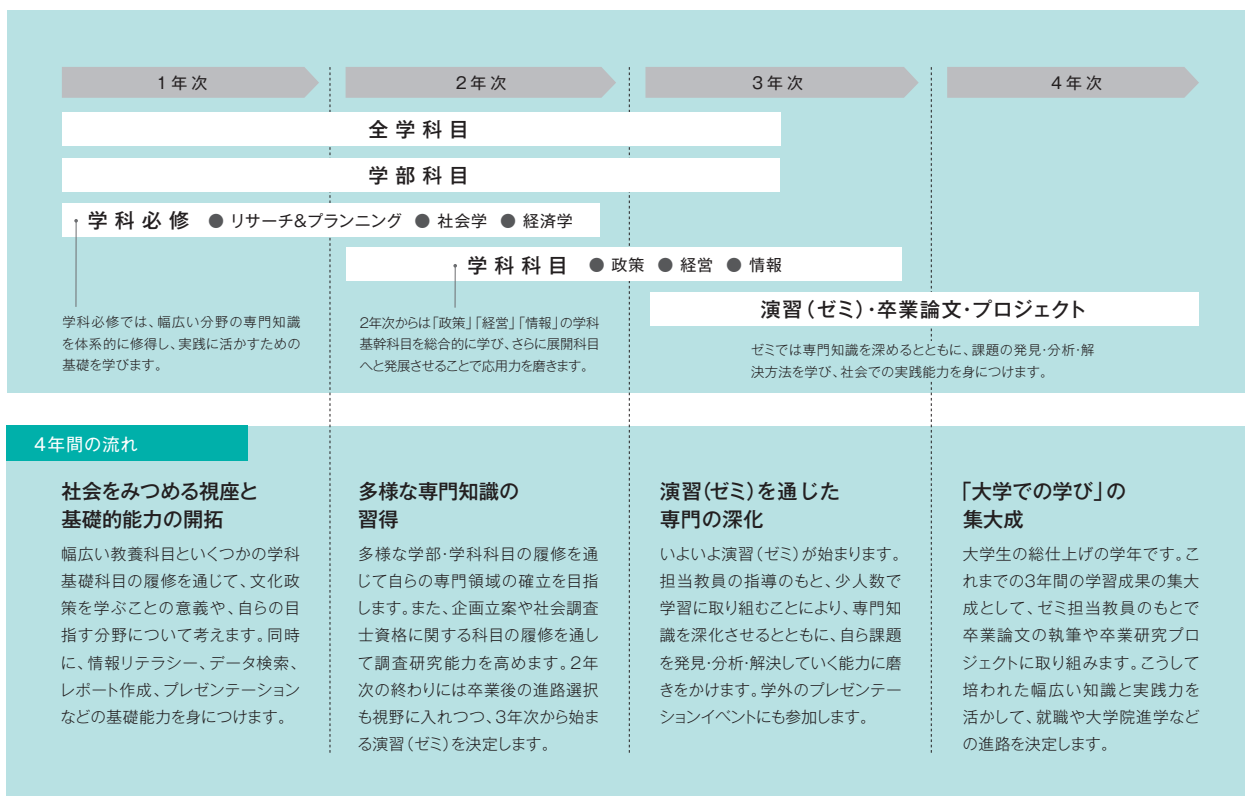 1年次
2年次
3年次
4年次
全学科目
学部科目
学科必修 ● リサーチ&プランニング ● 社会学 ● 経済学
学科科目 ● 政策 ● 経営 ● 情報
演習(ゼミ)・卒業論文・プロジェクト
学科必修では、幅広い分野の専門知識
を体系的に修得し、実践に活かすための
基礎を学びます。
2年次からは「政策」「経営」「情報」の学科
基幹科目を総合的に学び、さらに展開科目
へと発展させることで応用力を磨きます。
ゼミでは専門知識を深めるとともに、課題の発見・分析・解
決方法を学び、社会での実践能力を身につけます。
4年間の流れ
社会をみつめる視座と
基礎的能力の開拓
幅広い教養科目といくつかの学科
基礎科目の履修を通じて、文化政
策を学ぶことの意義や、自らの目
指す分野について考えます。同時
に、情報リテラシー、データ検索、
レポート作成、プレゼンテーション
などの基礎能力を身につけます。
多様な専門知識の
習得
多様な学部・学科科目の履修を通
じて自らの専門領域の確立を目指
します。また、企画立案や社会調査
士資格に関する科目の履修を通し
て調査研究能力を高めます。2年
次の終わりには卒業後の進路選択
も視野に入れつつ、3年次から始ま
る演習(ゼミ)を決定します。
演習(ゼミ)を通じた
専門の深化
いよいよ演習(ゼミ)が始まります。
担当教員の指導のもと、少人数で
学習に取り組むことにより、専門知
識を深化させるとともに、自ら課題
を発見・分析・解決していく能力に磨
きをかけます。学外のプレゼンテー
ションイベントにも参加します。
「大学での学び」の
集大成
大学生の総仕上げの学年です。こ
れまでの3年間の学習成果の集大
成として、ゼミ担当教員のもとで
卒業論文の執筆や卒業研究プロ
ジェクトに取り組みます。こうして
培われた幅広い知識と実践力を
活かして、就職や大学院進学など
の進路を決定します。